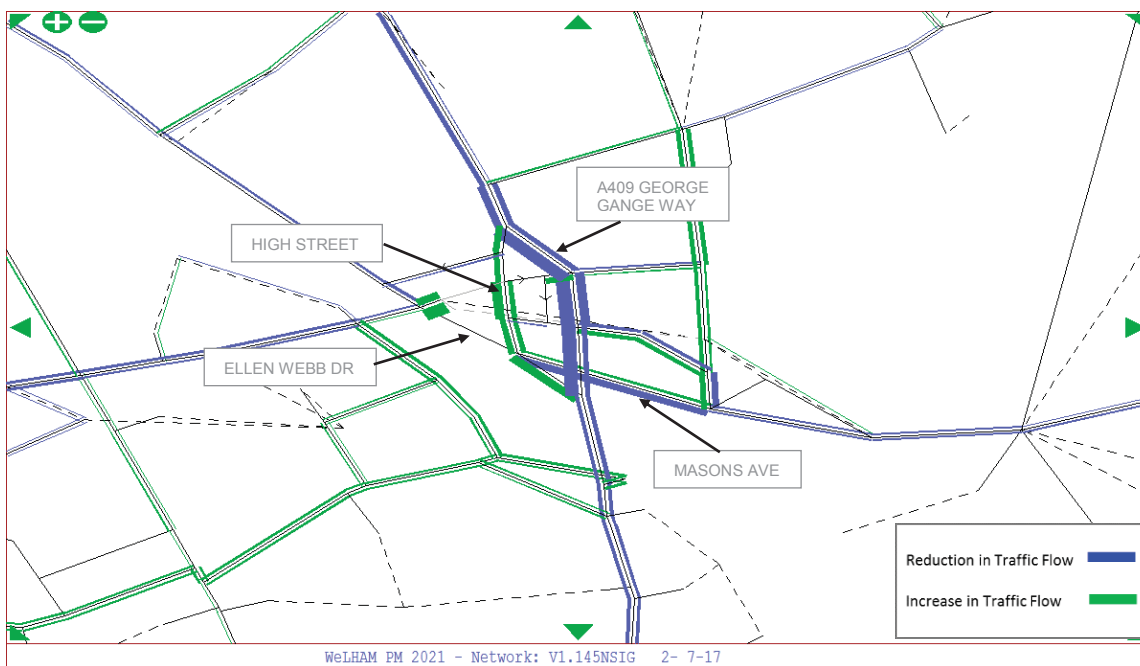 A409 GEORGE
GANGE WAY
HIGH STREET
ELLEN WEBB DR
MASONS AVE
Reduction in Traffic Flow
Increase in Traffic Flow
WeLHAM PM 2021 - Network: V1.145NSIG 2- 7-17